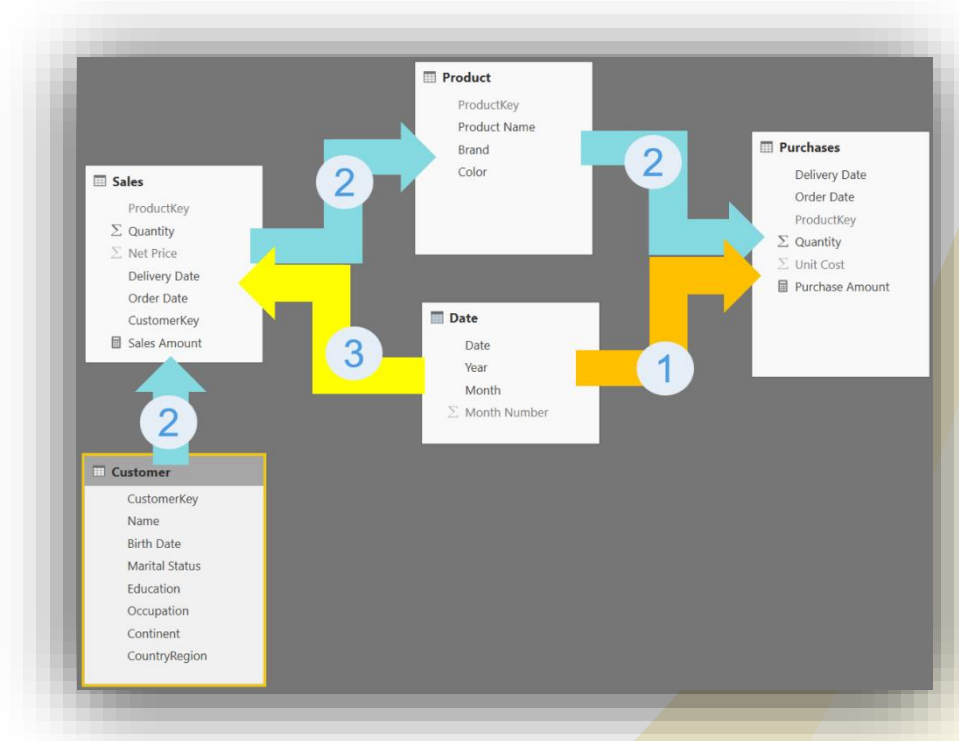 Product
ProductKey
Product Name
Brand
Color
2
2
Purchases
Delivery Date
Order Date
ProductKey
Σ Quantity
Σ Unit Cost
Purchase Amount
Sales
ProductKey
Σ Quantity
Σ Net Price
Delivery Date
Order Date
CustomerKey
Sales Amount
Date
Date
Year
Month
Σ Month Number
3
1
2
Customer
CustomerKey
Name
Birth Date
Marital Status
Education
Occupation
Continent
CountryRegion